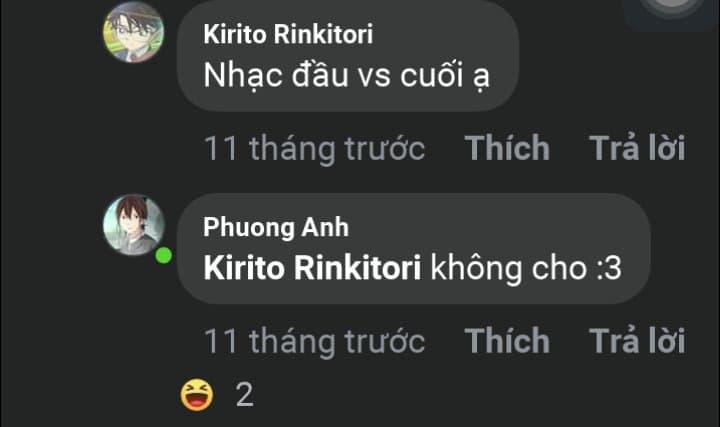 Kirito Rinkitori
Nhạc đầu vs cuối ạ
11 tháng trước Thích Trả lời
Phuong Anh
Kirito Rinkitori không cho :3
11 tháng trước Thích Trả lời
2